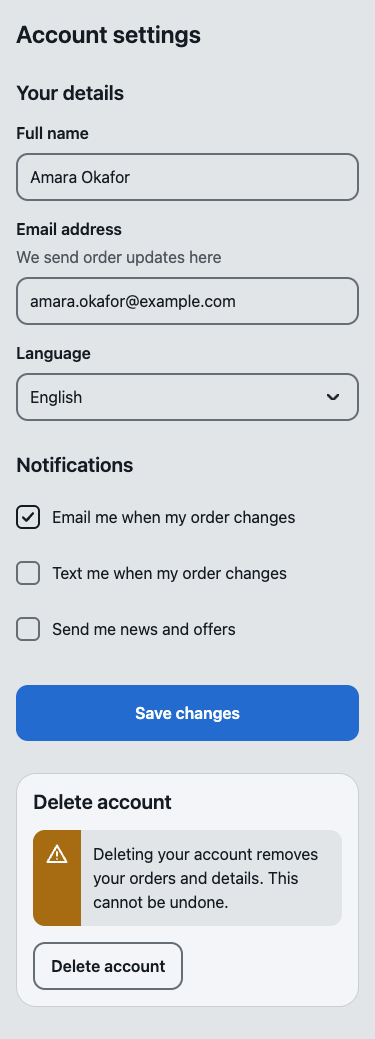 Account settings
Your details
Full name
Amara Okafor
Email address
We send order updates here
amara.okafor@example.com
Language
English
Notifications
Email me when my order changes
Text me when my order changes
Send me news and offers
Save changes
Delete account
Deleting your account removes
your orders and details. This
cannot be undone.
Delete account